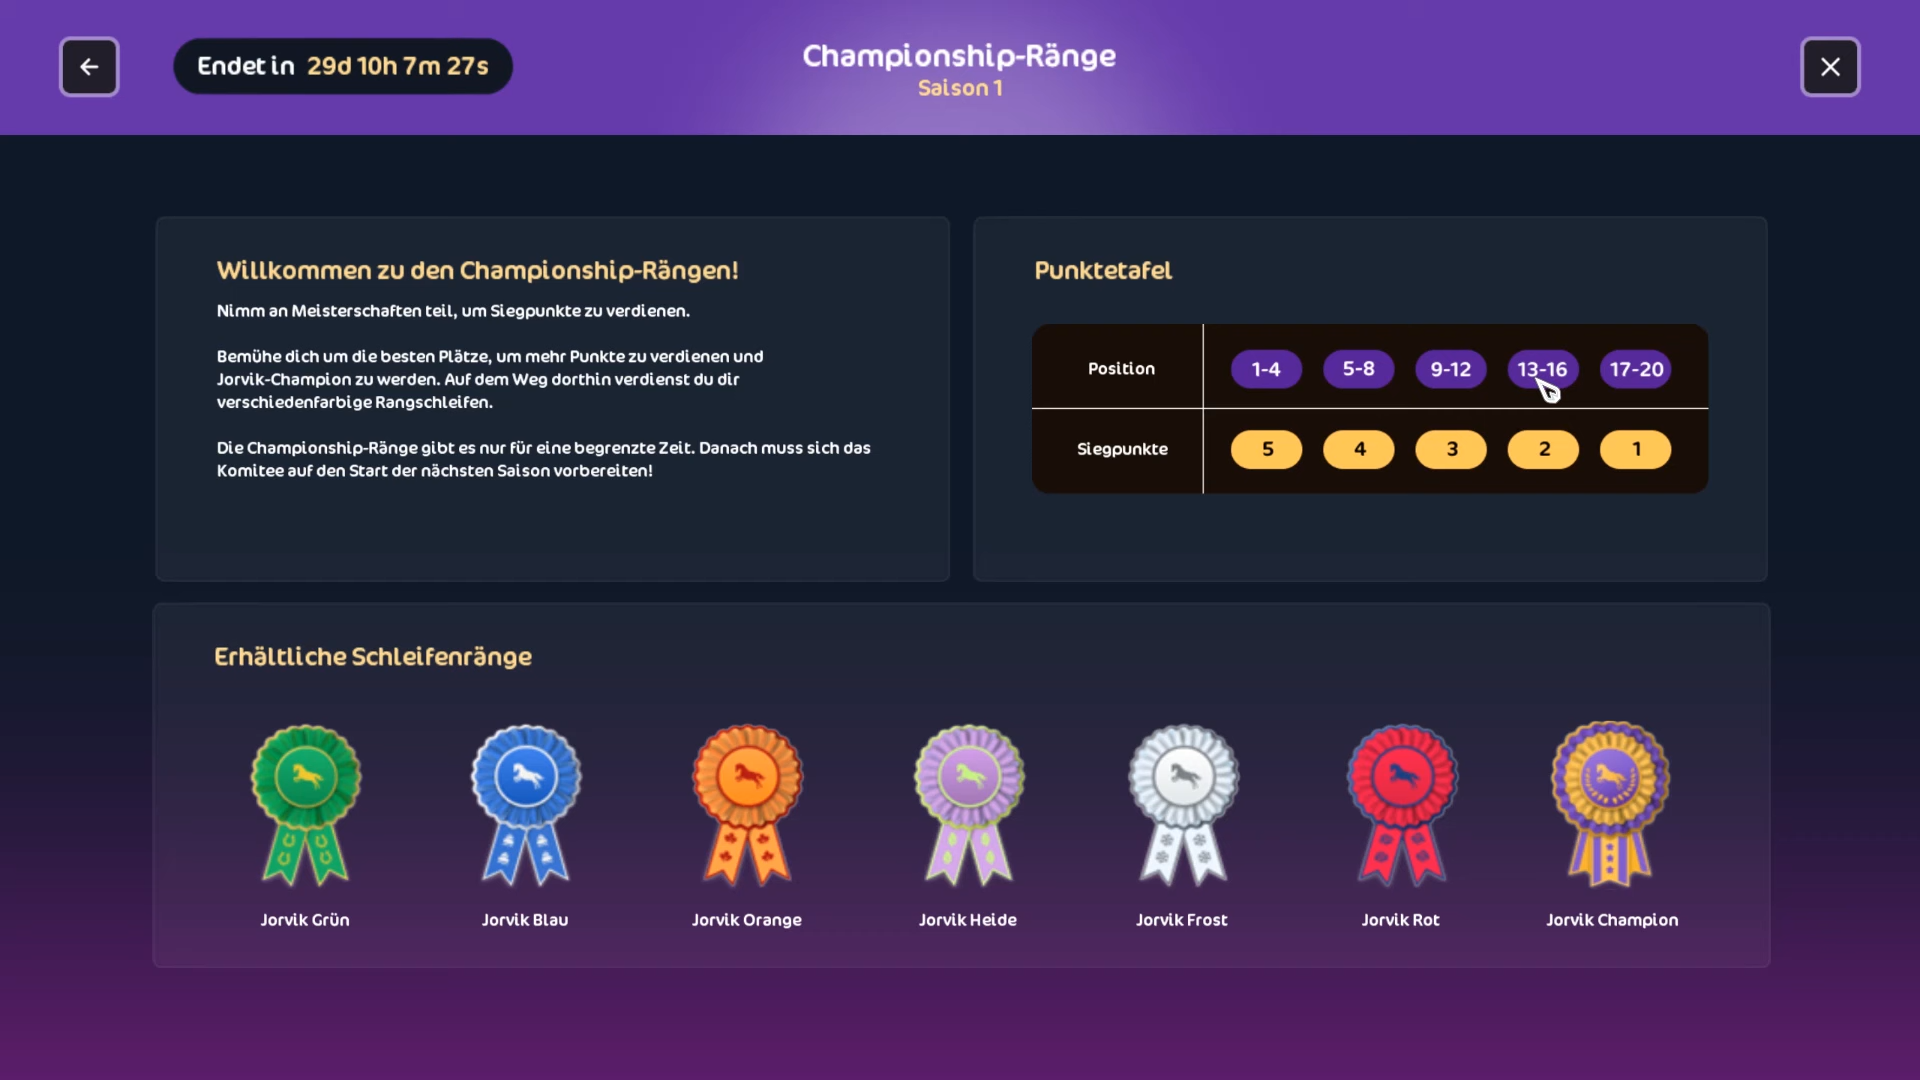 Endet in 29d 10h 7m 27s
Championship-Ränge
Saison 1
Willkommen zu den Championship-Rängen!
Nimm an Meisterschaften teil, um Siegpunkte zu verdienen.
Bemühe dich um die besten Plätze, um mehr Punkte zu verdienen und
Jorvik-Champion zu werden. Auf dem Weg dorthin verdienst du dir
verschiedenfarbige Rangschleifen.
Die Championship-Ränge gibt es nur für eine begrenzte Zeit. Danach muss sich das
Komitee auf den Start der nächsten Saison vorbereiten!
Punktetafel
Position 1-4 5-8 9-12 13-16 17-20
Siegpunkte 5 4 3 2 1
Erhältliche Schleifenränge
Jorvik Grün Jorvik Blau Jorvik Orange Jorvik Heide Jorvik Frost Jorvik Rot Jorvik Champion